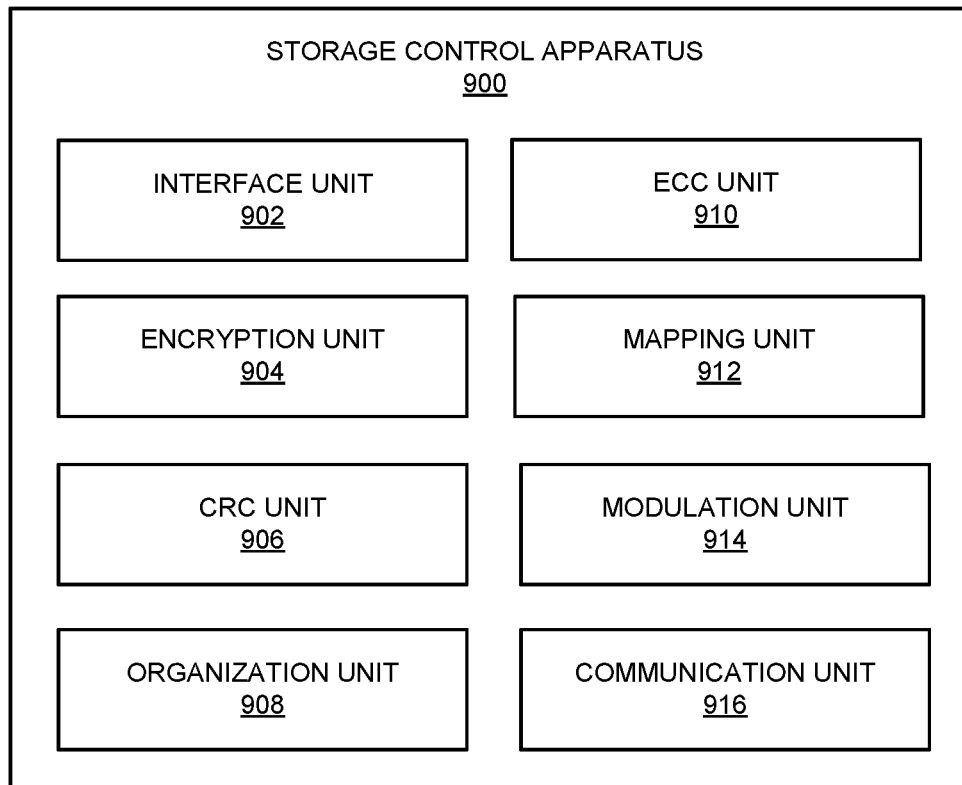 STORAGE CONTROL APPARATUS
900
INTERFACE UNIT
902
ECC UNIT
910
ENCRYPTION UNIT
904
MAPPING UNIT
912
CRC UNIT
906
MODULATION UNIT
914
ORGANIZATION UNIT
908
COMMUNICATION UNIT
916